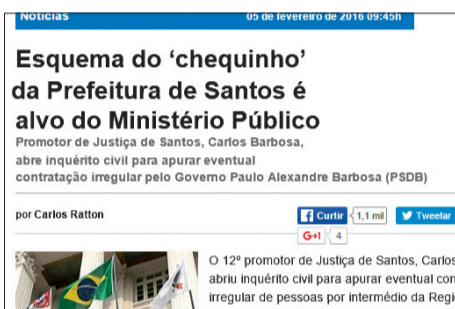 Notícias 05 de fevereiro de 2016 09:45h
Esquema do ‘chequinho’
da Prefeitura de Santos é
alvo do Ministério Público
Promotor de Justiça de Santos, Carlos Barbosa,
abre inquérito civil para apurar eventual
contratação irregular pelo Governo Paulo Alexandre Barbosa (PSDB)
por Carlos Ratton Curtir 1,1 mil Tweetar
G+1 4
O 12º promotor de Justiça de Santos, Carlos
abriu inquérito civil para apurar eventual con
irregular de pessoas por intermédio da Regi